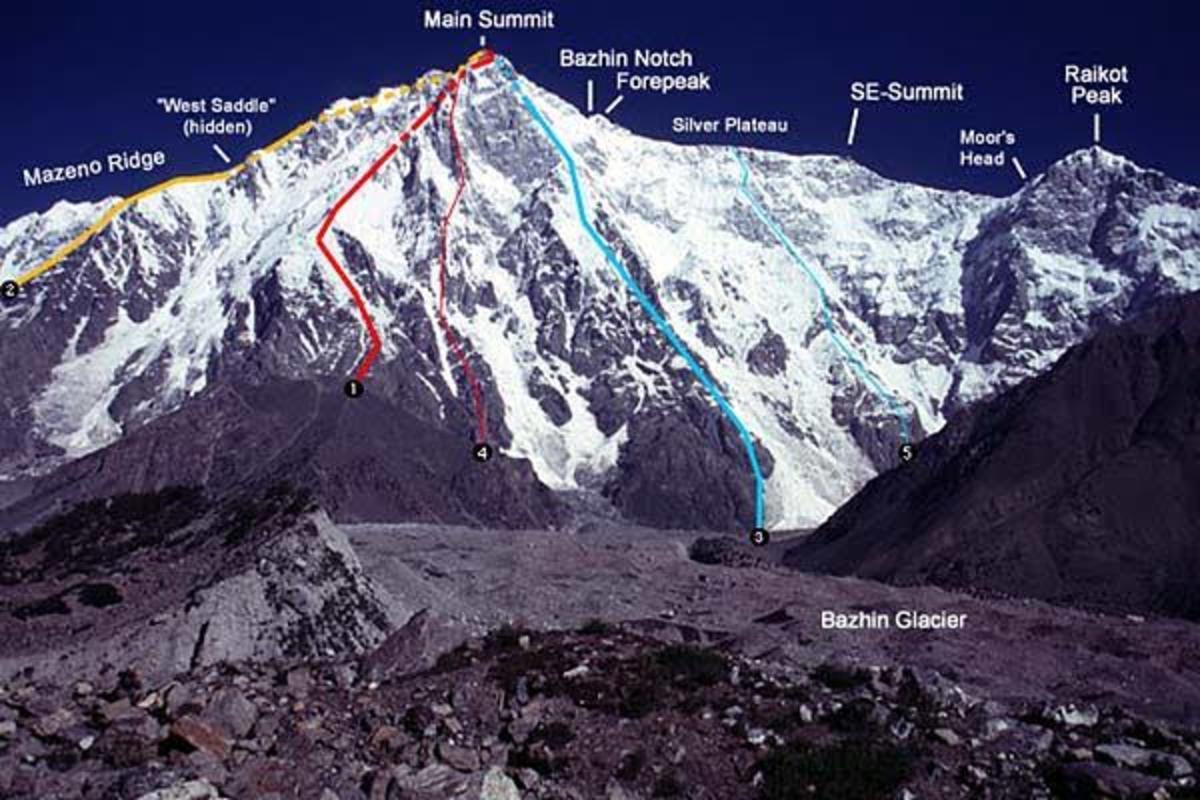 Main Summit
Bazhin Notch
Forepeak
Raikot
Peak
SE-Summit
"West Saddle"
(hidden)
Silver Plateau
Moor's
Head
Mazeno Ridge
2
1
4
5
3
Bazhin Glacier